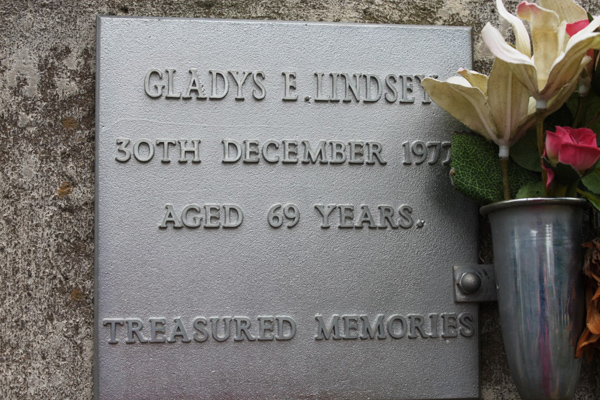 GLADYS E. LINDSEY
30TH DECEMBER 1977
AGED 69 YEARS.
TREASURED MEMORIES